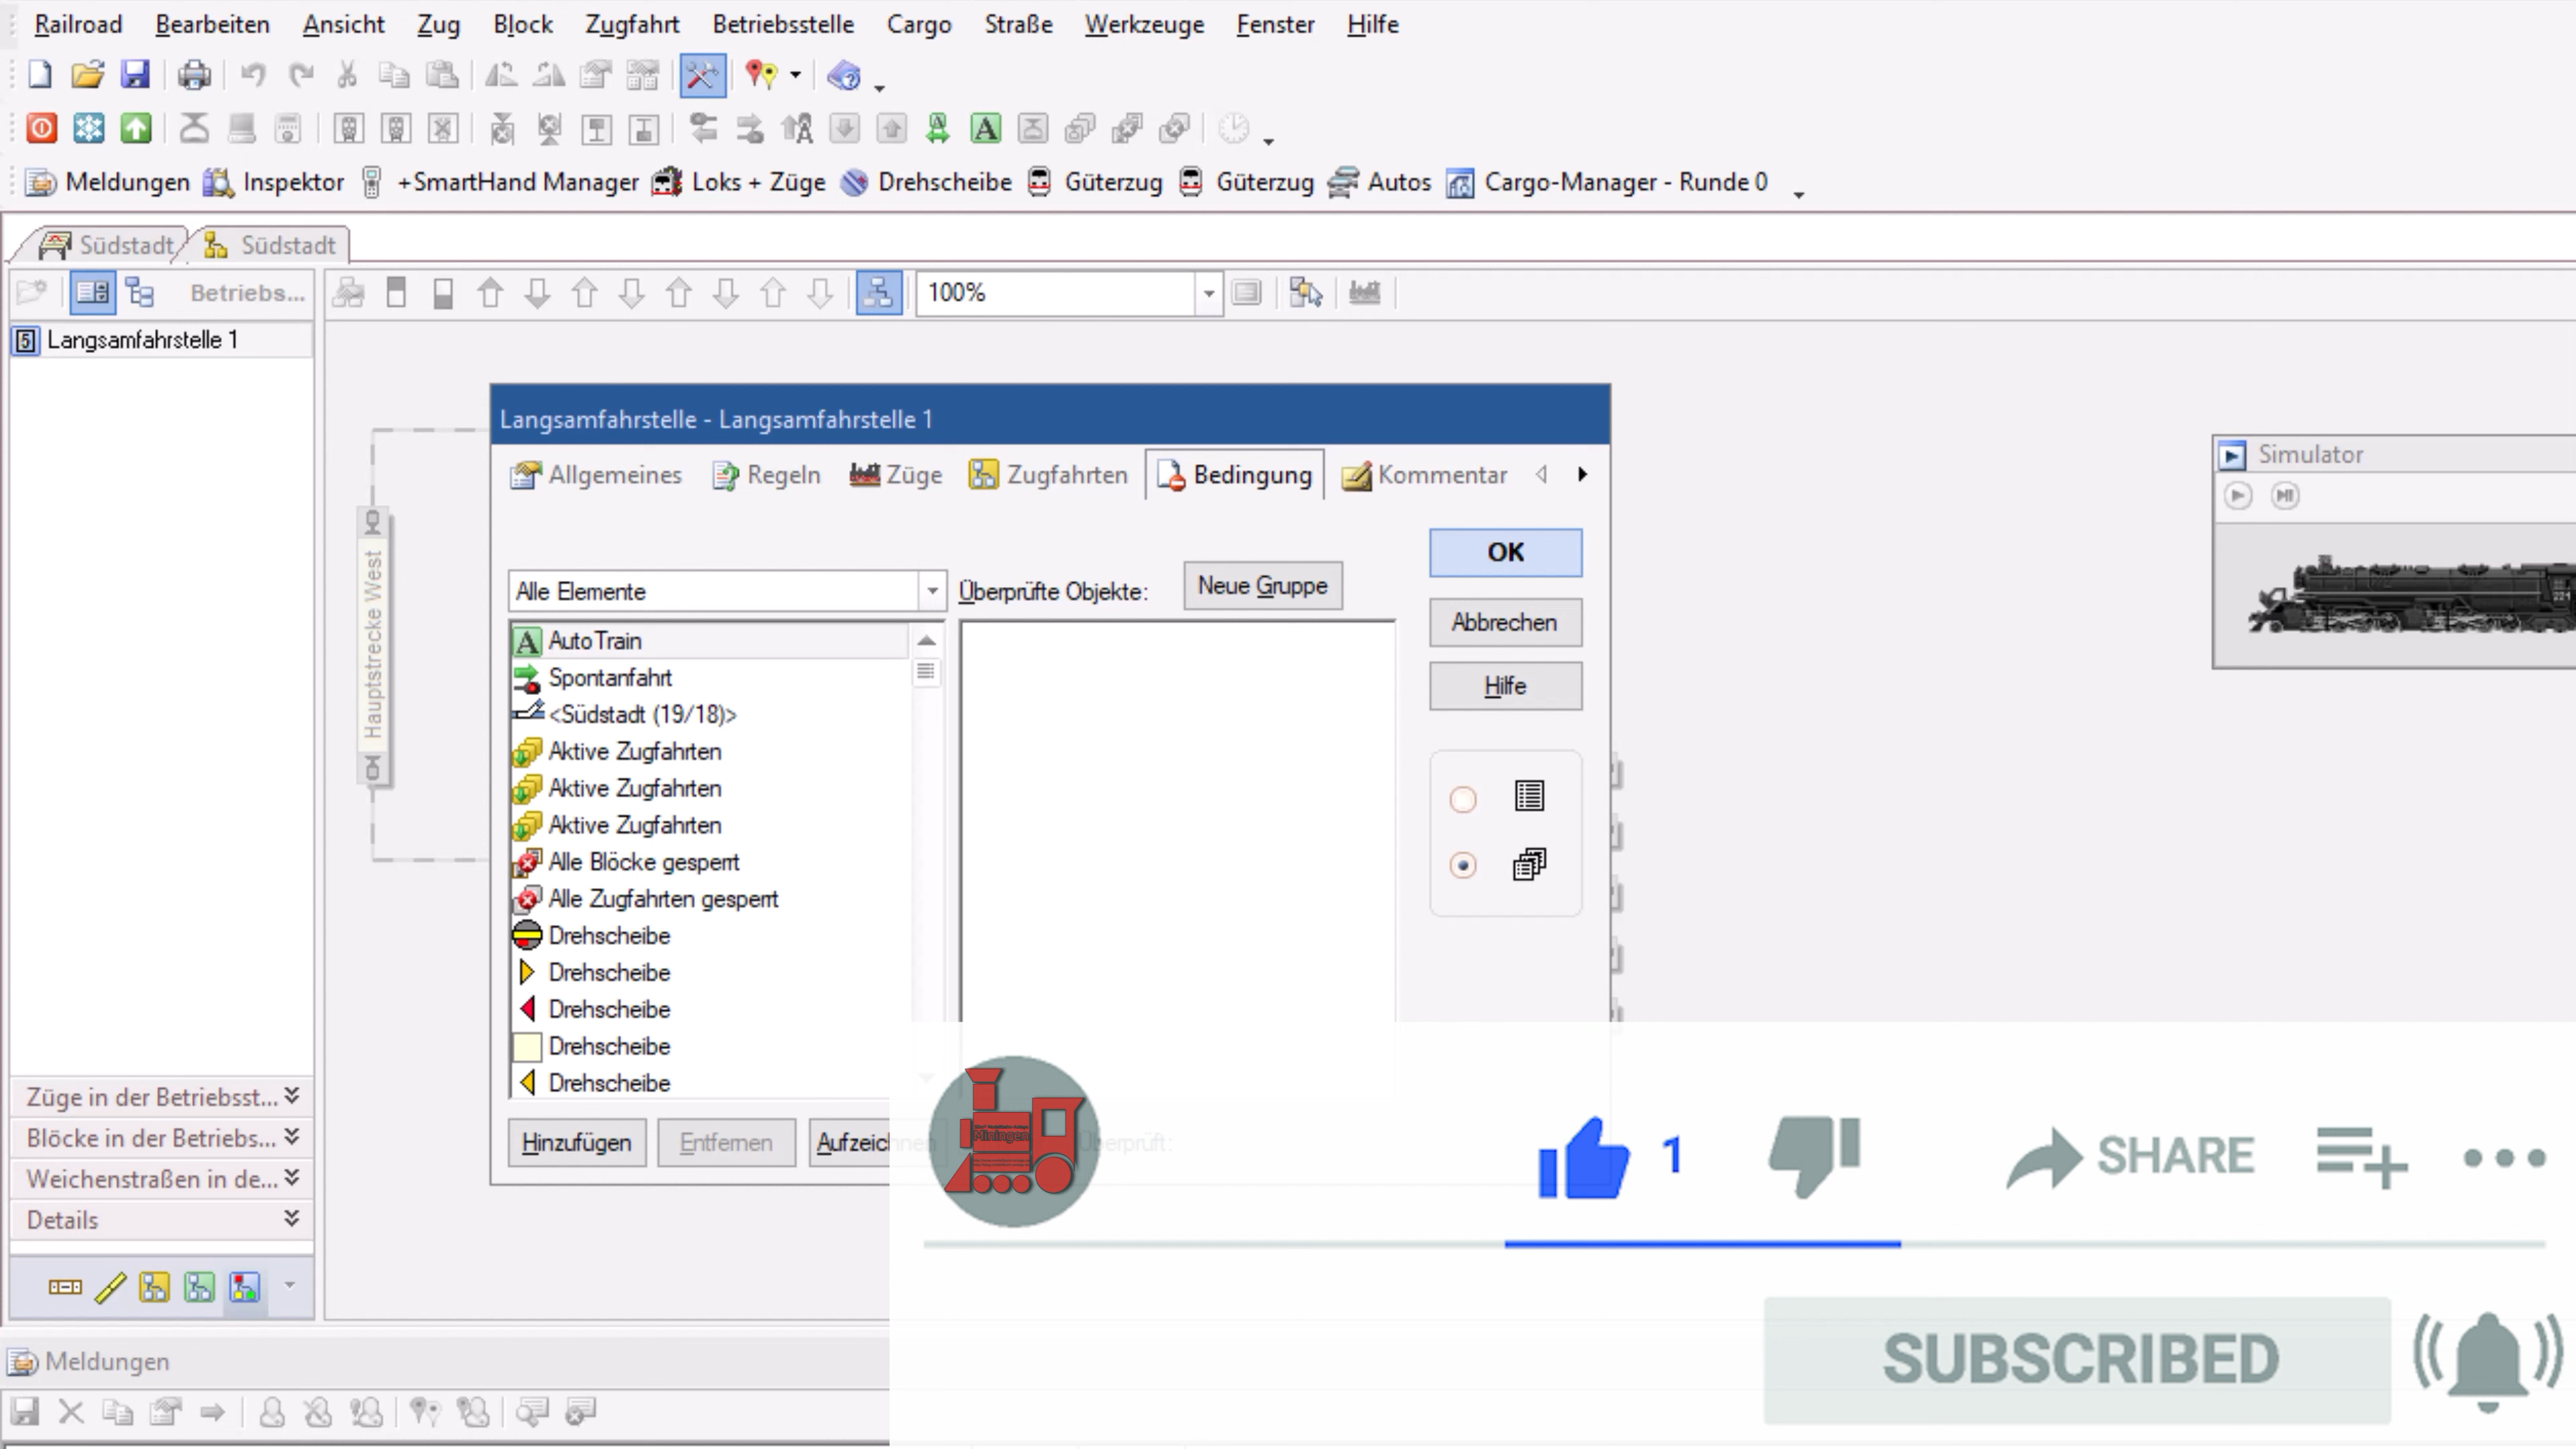 Railroad Bearbeiten Ansicht Zug Block Zugfahrt Betriebsstelle Cargo Straße Werkzeuge Fenster Hilfe
Meldungen Inspektor +SmartHand Manager Loks + Züge Drehscheibe Güterzug Güterzug Autos Cargo-Manager - Runde 0
Südstadt Südstadt
Betriebs... 100%
5 Langsamfahrstelle 1
Langsamfahrstelle - Langsamfahrstelle 1
Allgemeines Regeln Züge Zugfahrten Bedingung Kommentar
Simulator
Hauptstrecke West
OK
Alle Elemente Überprüfte Objekte: Neue Gruppe
Abbrechen
Hilfe
A AutoTrain
Spontanfahrt
<Südstadt (19/18)>
Aktive Zugfahrten
Aktive Zugfahrten
Aktive Zugfahrten
Alle Blöcke gesperrt
Alle Zugfahrten gesperrt
Drehscheibe
Drehscheibe
Drehscheibe
Drehscheibe
Drehscheibe
Hinzufügen Entfernen Aufzeichnen Überprüft:
Züge in der Betriebsst...
Blöcke in der Betriebs...
Weichenstraßen in de...
Details
Miningen
1 SHARE
SUBSCRIBED
Meldungen